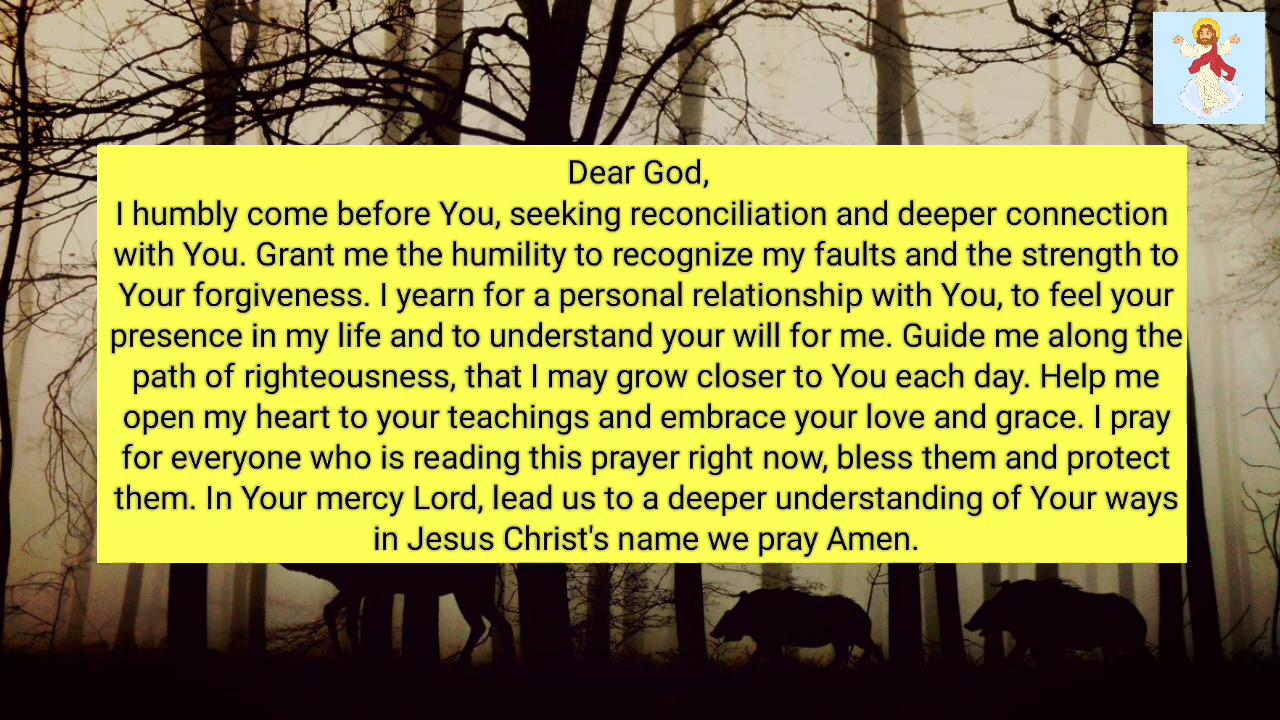 Dear God,
I humbly come before You, seeking reconciliation and deeper connection
with You. Grant me the humility to recognize my faults and the strength to
Your forgiveness. I yearn for a personal relationship with You, to feel your
presence in my life and to understand your will for me. Guide me along the
path of righteousness, that I may grow closer to You each day. Help me
open my heart to your teachings and embrace your love and grace. I pray
for everyone who is reading this prayer right now, bless them and protect
them. In Your mercy Lord, lead us to a deeper understanding of Your ways
in Jesus Christ's name we pray Amen.